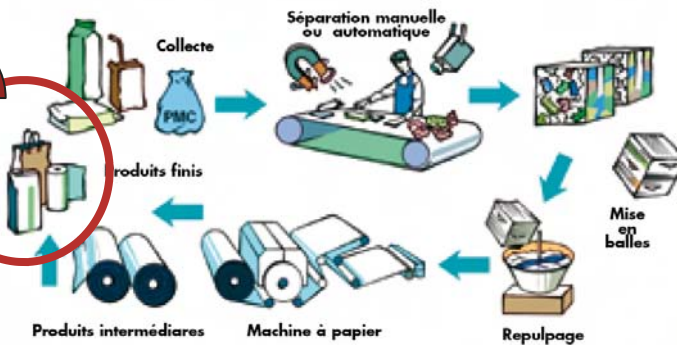 Collecte
PMC
Séparation manuelle
ou automatique
Mise
en
balles
Repulpage
Machine à papier
Produits intermédiares
Produits finis